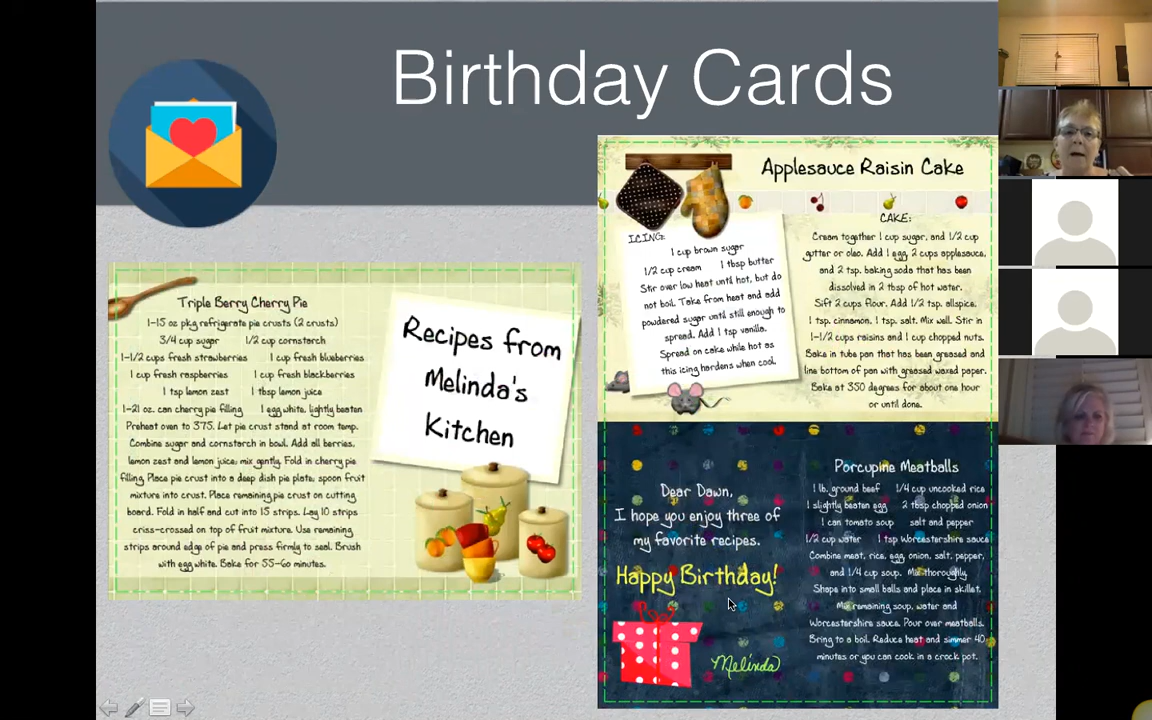 Birthday Cards
Triple Berry Cherry Pie
1-15 oz pkg refrigerate pie crusts (2 crusts)
3/4 cup sugar 1/2 cup cornstarch
1-1/2 cups fresh strawberries 1 cup fresh blueberries
1 cup fresh raspberries 1 cup fresh blackberries
1 tsp lemon zest 1 tbsp lemon juice
1-21 oz. can cherry pie filling 1 egg white, lightly beaten
Preheat oven to 375. Let pie crust stand at room temp.
Combine sugar and cornstarch in bowl. Add all berries,
lemon zest and lemon juice; mix gently. Fold in cherry pie
filling. Place pie crust into a deep dish pie plate; spoon fruit
mixture into crust. Place remaining pie crust on cutting
board. Fold in half and cut into 15 strips. Lay 10 strips
criss-crossed on top of fruit mixture. Use remaining
strips around edge of pie and press firmly to seal. Brush
with egg white. Bake for 55-60 minutes.
Recipes from
Melinda's
Kitchen
Applesauce Raisin Cake
ICING:
1 cup brown sugar
1/2 cup cream 1 tbsp butter
Stir over low heat until hot, but do
not boil. Take from heat and add
powdered sugar until still enough to
spread. Add 1 tsp vanilla.
Spread on cake while hot as
this icing hardens when cool.
CAKE:
Cream together 1 cup sugar, and 1/2 cup
gutter or oleo. Add 1 egg, 2 cups applesauce,
and 2 tsp. baking soda that has been
dissolved in 2 tbsp of hot water.
Sift 2 cups flour. Add 1/2 tsp. allspice,
1 tsp. cinnamon, 1 tsp. salt. Mix well. Stir in
1-1/2 cups raisins and 1 cup chopped nuts.
Bake in tube pan that has been greased and
line bottom of pan with greased waxed paper.
Bake at 350 degrees for about one hour
or until done.
Dear Dawn,
I hope you enjoy three of
my favorite recipes.
Happy Birthday!
Melinda
Porcupine Meatballs
1 lb. ground beef 1/4 cup uncooked rice
1 slightly beaten egg 2 tbsp chopped onion
1 can tomato soup salt and pepper
1/2 cup water 1 tsp Worcestershire sauce
Combine meat, rice, egg, onion, salt, pepper,
and 1/4 cup soup. Mix thoroughly.
Shape into small balls and place in skillet.
Mix remaining soup, water and
Worcestershire sauce. Pour over meatballs.
Bring to a boil. Reduce heat and simmer 40
minutes or you can cook in a crock pot.